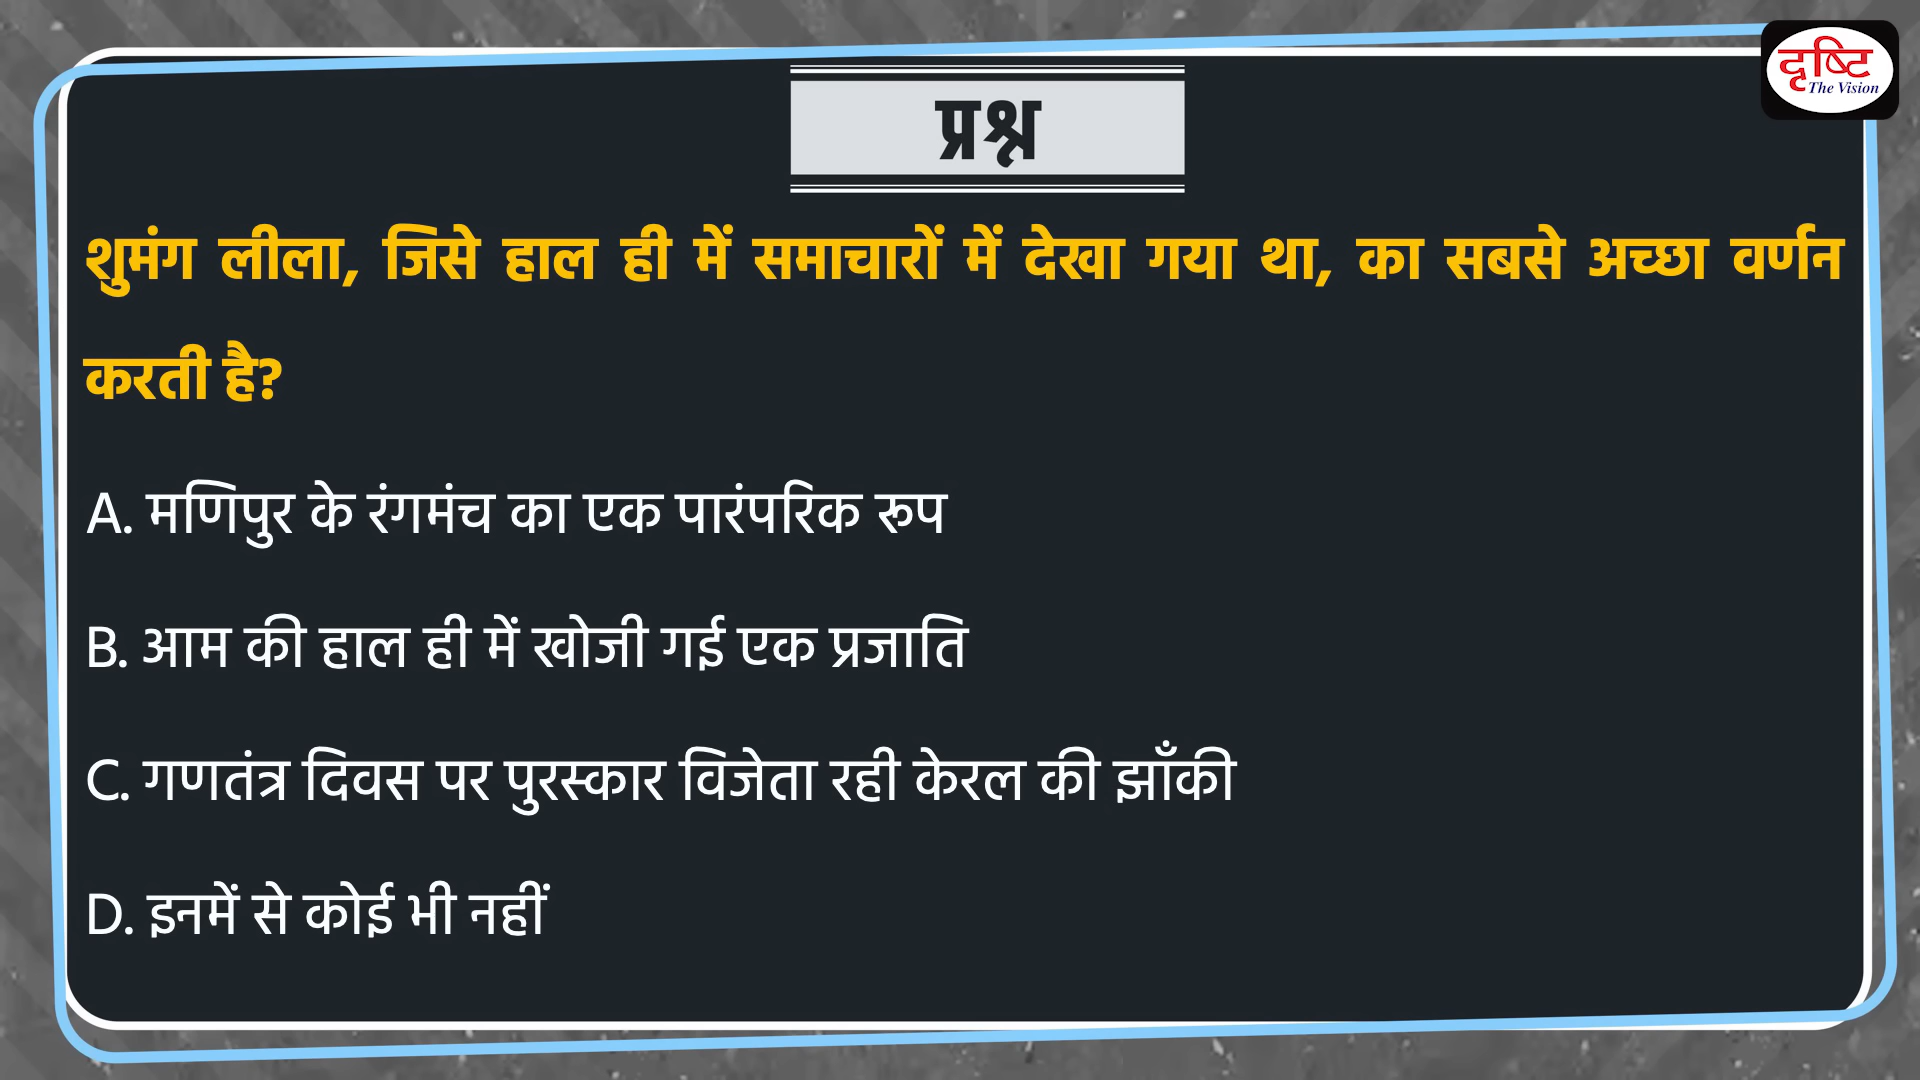 दृष्टि
The Vision
प्रश्न
शुमंग लीला, जिसे हाल ही में समाचारों में देखा गया था, का सबसे अच्छा वर्णन
करती है?
A. मणिपुर के रंगमंच का एक पारंपरिक रूप
B. आम की हाल ही में खोजी गई एक प्रजाति
C. गणतंत्र दिवस पर पुरस्कार विजेता रही केरल की झाँकी
D. इनमें से कोई भी नहीं